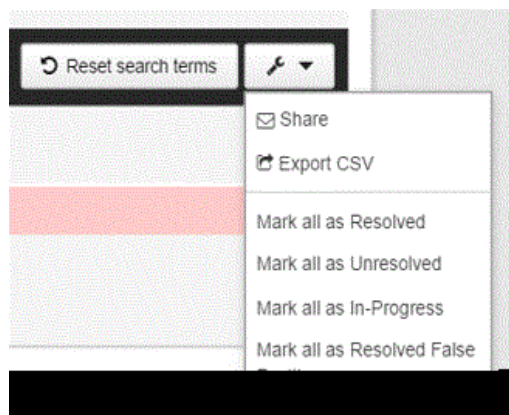 Reset search terms
Share
Export CSV
Mark all as Resolved
Mark all as Unresolved
Mark all as In-Progress
Mark all as Resolved False